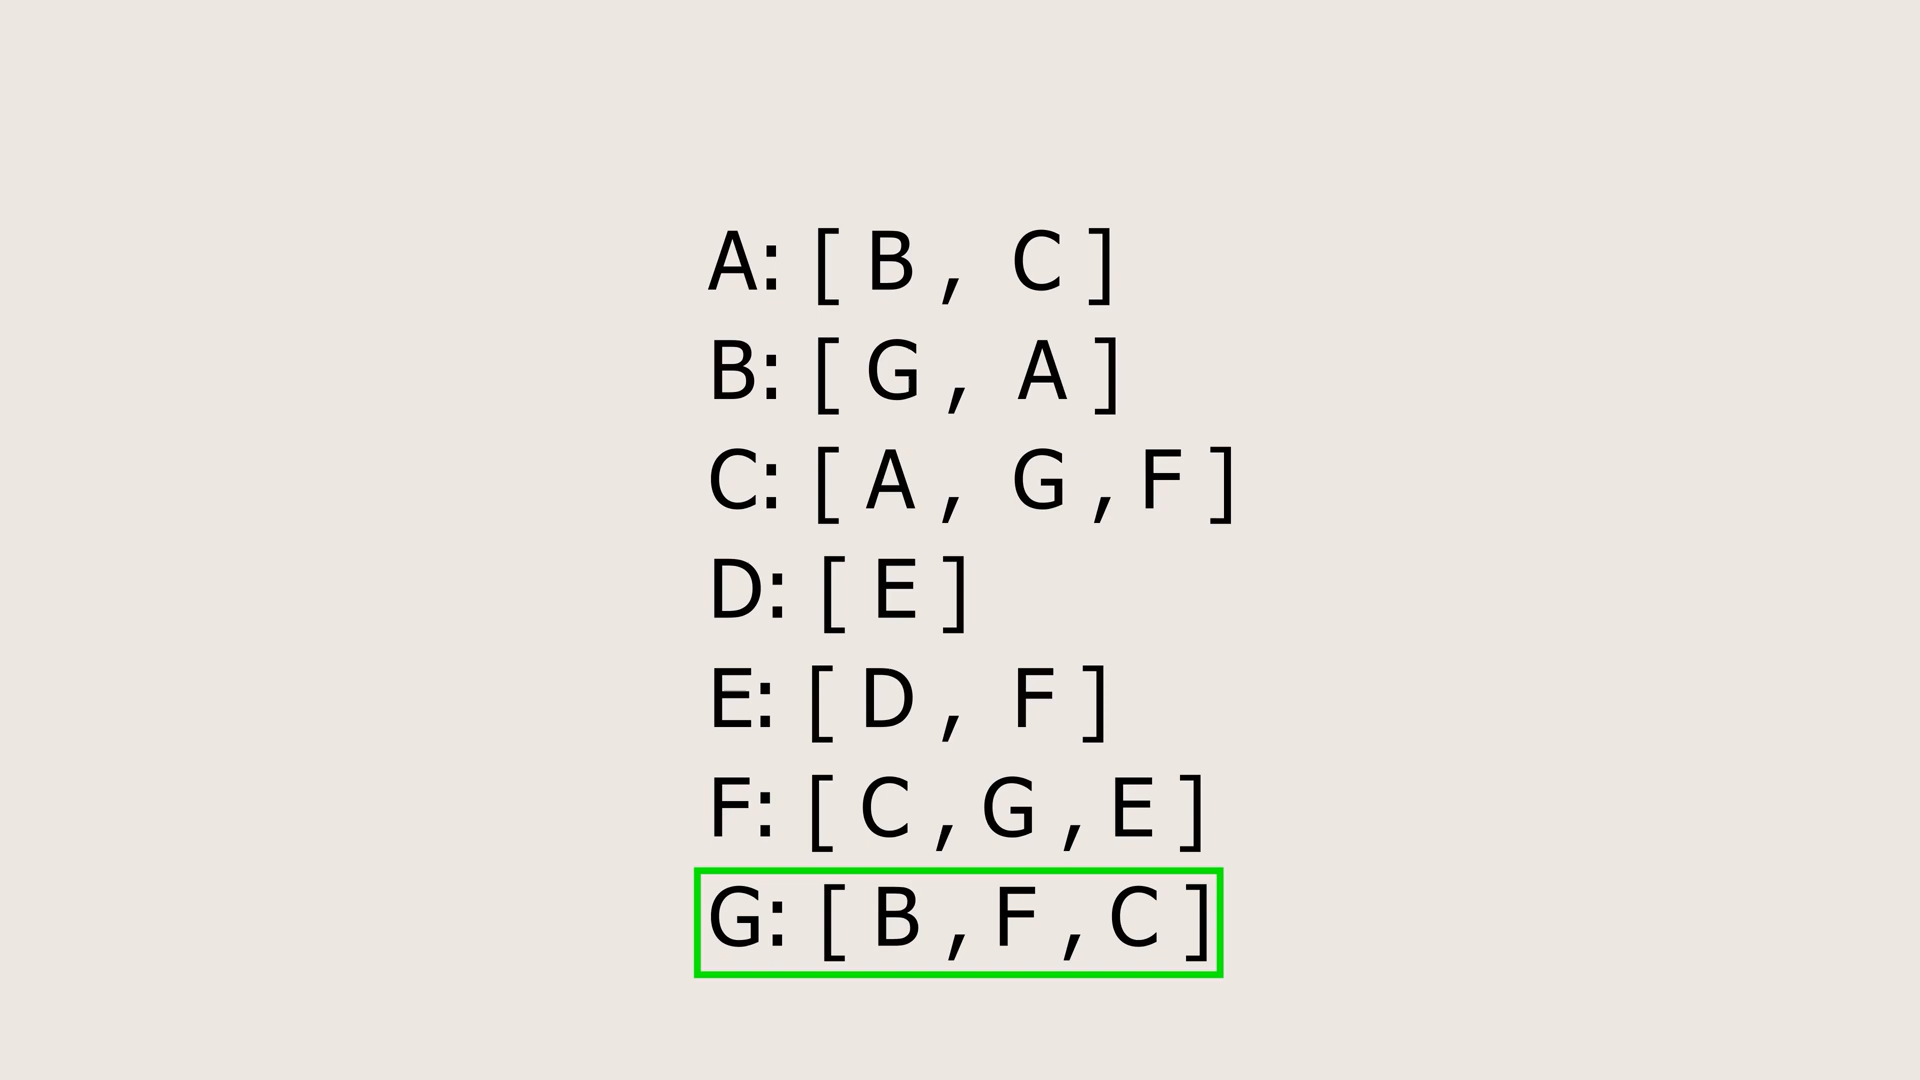 A: [ B , C ]
B: [ G , A ]
C: [ A , G , F ]
D: [ E ]
E: [ D , F ]
F: [ C , G , E ]
G: [ B , F , C ]